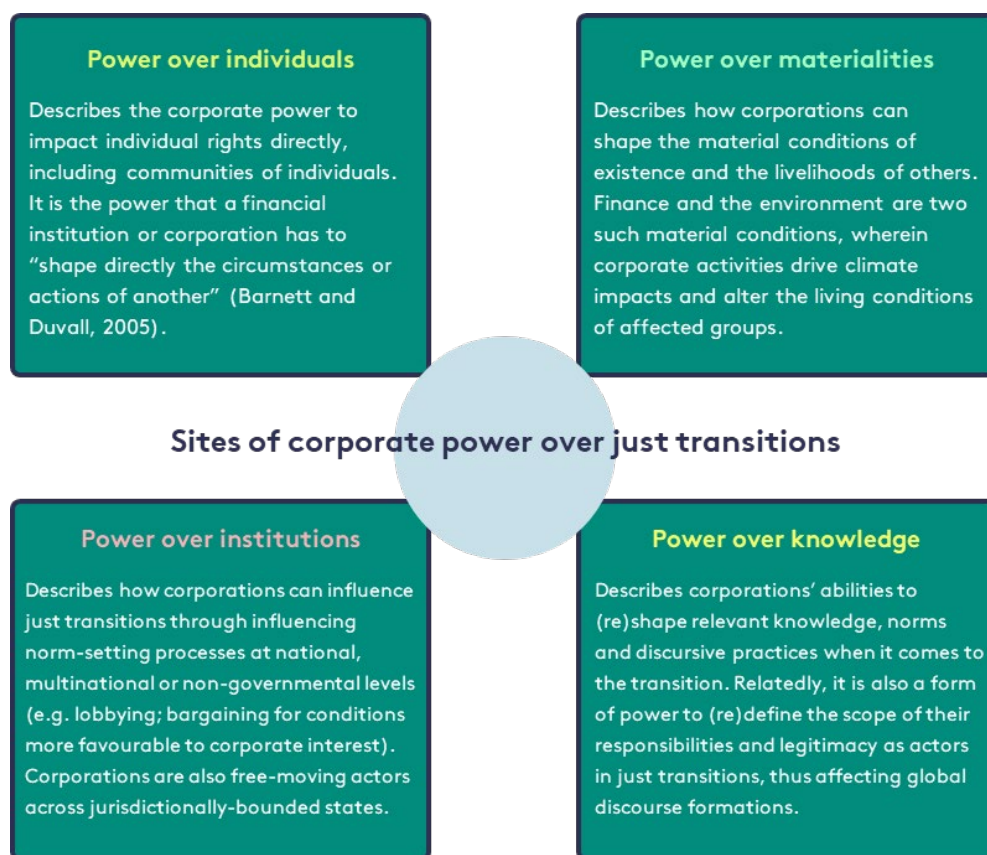 Power over individuals
Describes the corporate power to
impact individual rights directly,
including communities of individuals.
It is the power that a financial
institution or corporation has to
“shape directly the circumstances or
actions of another” (Barnett and
Duvall, 2005).
Power over materialities
Describes how corporations can
shape the material conditions of
existence and the livelihoods of others.
Finance and the environment are two
such material conditions, wherein
corporate activities drive climate
impacts and alter the living conditions
of affected groups.
Sites of corporate power over just transitions
Power over institutions
Describes how corporations can influence
just transitions through influencing
norm-setting processes at national,
multinational or non-governmental levels
(e.g. lobbying; bargaining for conditions
more favourable to corporate interest).
Corporations are also free-moving actors
across jurisdictionally-bounded states.
Power over knowledge
Describes corporations’ abilities to
(re)shape relevant knowledge, norms
and discursive practices when it comes to
the transition. Relatedly, it is also a form
of power to (re)define the scope of their
responsibilities and legitimacy as actors
in just transitions, thus affecting global
discourse formations.